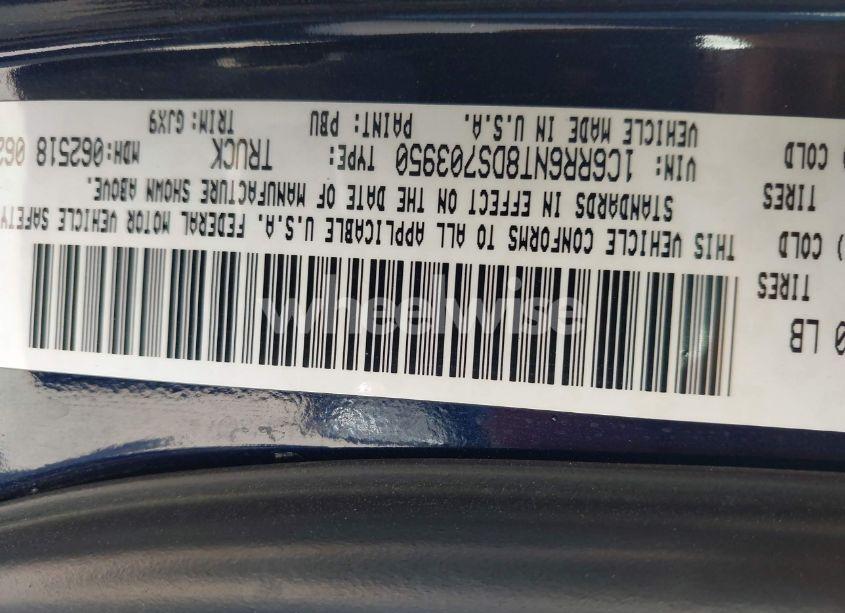 0 LB
TIRES
) COLD
TIRES
) COLD
THIS VEHICLE CONFORMS TO ALL APPLICABLE U.S.A. FEDERAL MOTOR VEHICLE SAFETY
STANDARDS IN EFFECT ON THE DATE OF MANUFACTURE SHOWN ABOVE.
VIN: 1C6RR6NT8DS703950 TYPE: TRUCK MDH:062518 062
VEHICLE MADE IN U.S.A. PAINT: PBU TRIM: GJX9
wheelwise